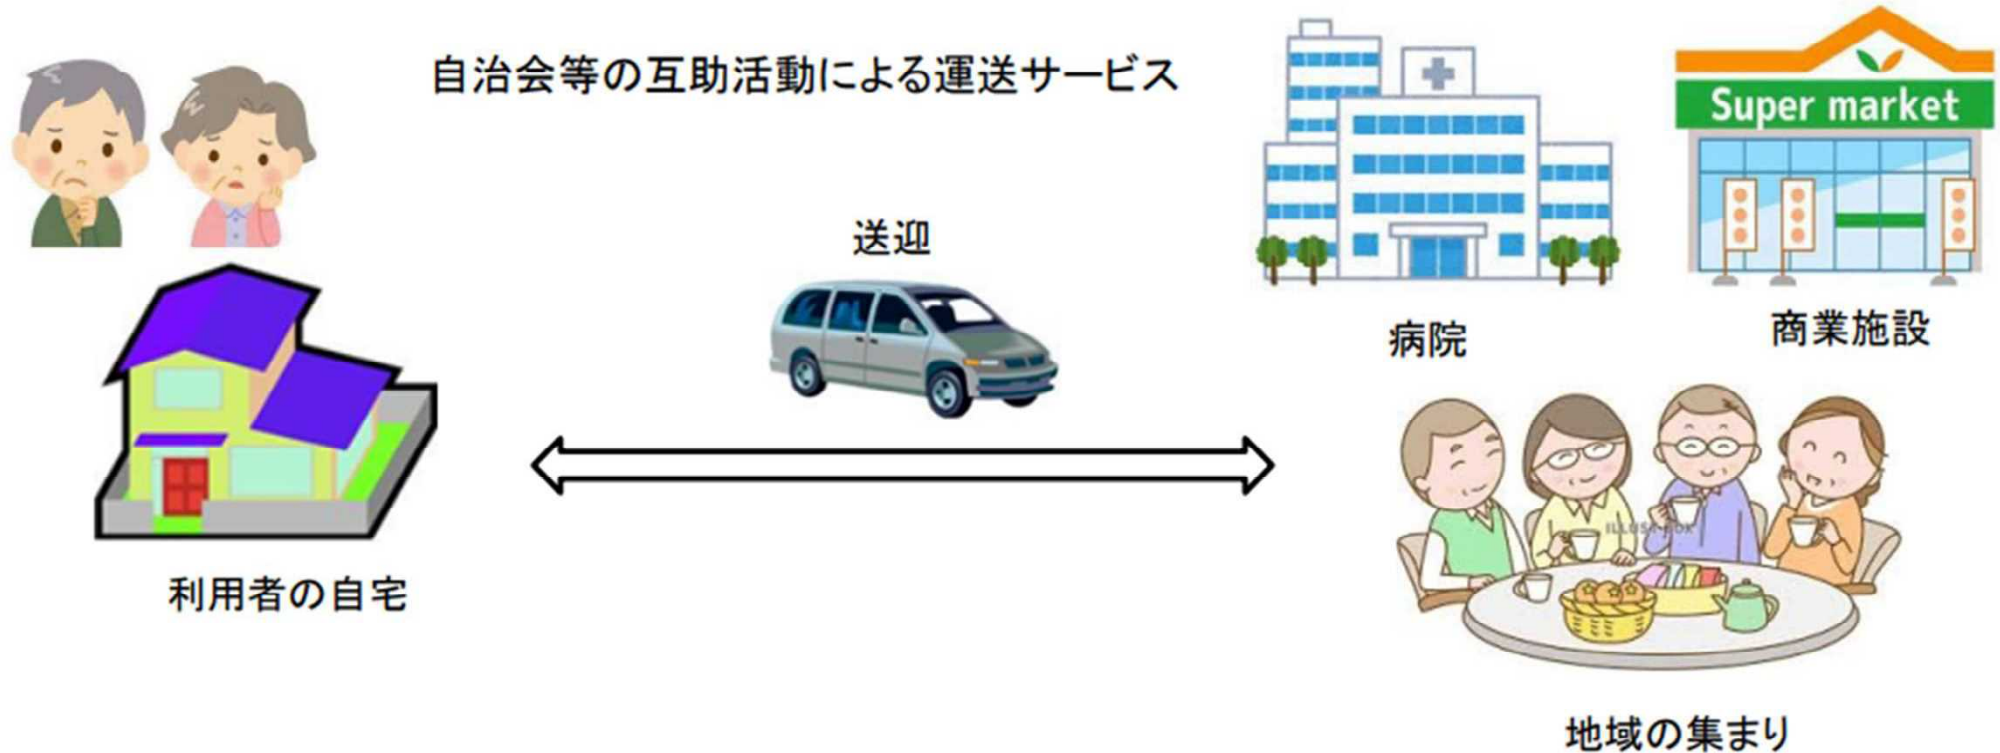 自治会等の互助活動による運送サービス
Super market
送迎
病院
商業施設
利用者の自宅
ILLUST BOX
地域の集まり